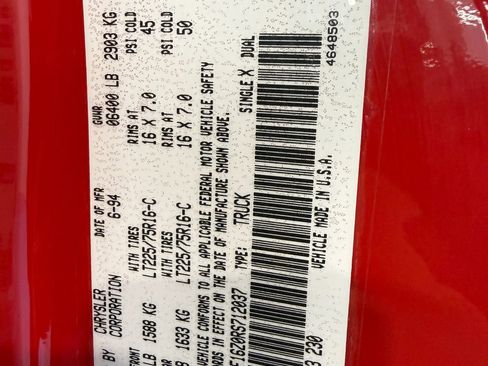 BY CHRYSLER CORPORATION
DATE OF MFR 6-94
GVWR 06400 LB 2903 KG
FRONT WITH TIRES RIMS AT PSI COLD
LB 1588 KG LT225/75R16-C 16 X 7.0 45
WITH TIRES RIMS AT PSI COLD
1633 KG LT225/75R16-C 16 X 7.0 50
VEHICLE CONFORMS TO ALL APPLICABLE FEDERAL MOTOR VEHICLE SAFETY
IN EFFECT ON THE DATE OF MANUFACTURE SHOWN ABOVE.
F16Z0RS712037 TYPE: TRUCK SINGLE X DUAL
230 VEHICLE MADE IN U.S.A. 4648503